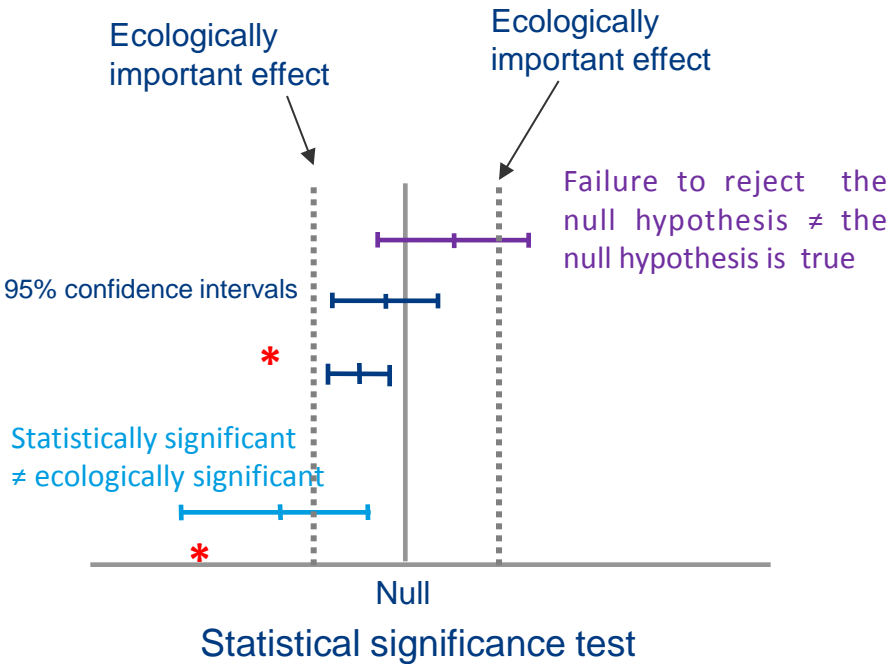 Ecologically
important effect
Ecologically
important effect
Failure to reject the
null hypothesis ≠ the
null hypothesis is true
95% confidence intervals
*
Statistically significant
≠ ecologically significant
*
Null
Statistical significance test